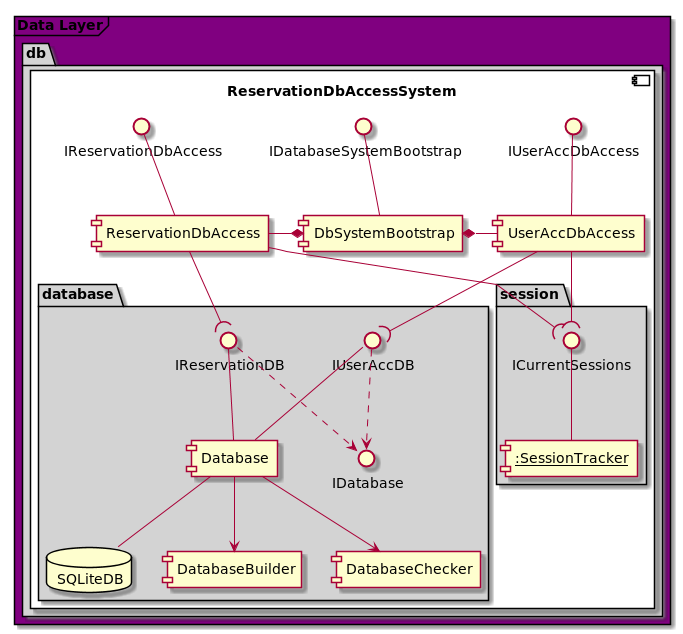 Data Layer
db
ReservationDbAccessSystem
IReservationDbAccess
IDatabaseSystemBootstrap
IUserAccDbAccess
ReservationDbAccess
DbSystemBootstrap
UserAccDbAccess
database
session
IReservationDB
IUserAccDB
ICurrentSessions
Database
IDatabase
:SessionTracker
SQLiteDB
DatabaseBuilder
DatabaseChecker